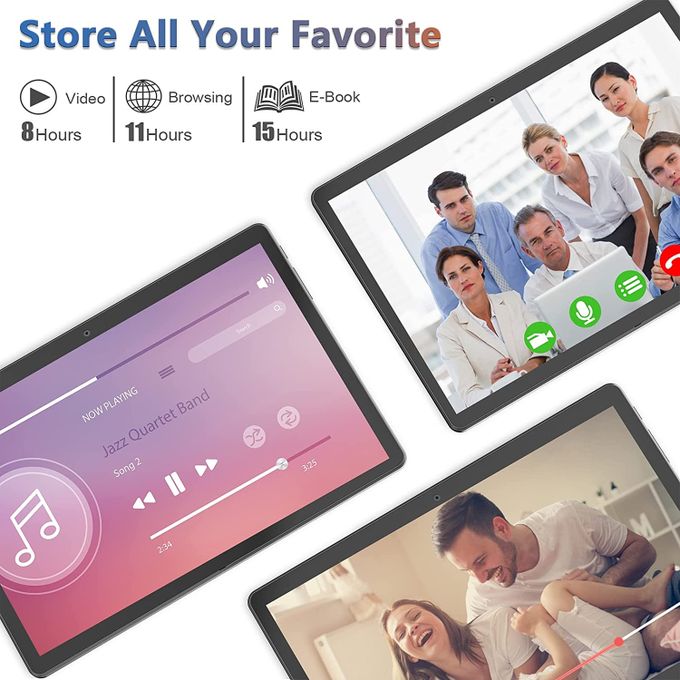 Store All Your Favorite
Video
8Hours
Browsing
11Hours
E-Book
15Hours
Search
NOW PLAYING
Jazz Quartet Band
Song 2
3:25
2:34